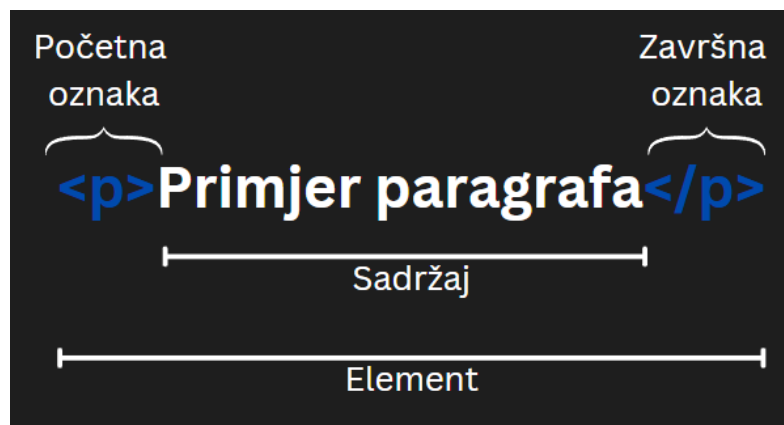 Početna
oznaka
Završna
oznaka
<p>Primjer paragrafa</p>
Sadržaj
Element